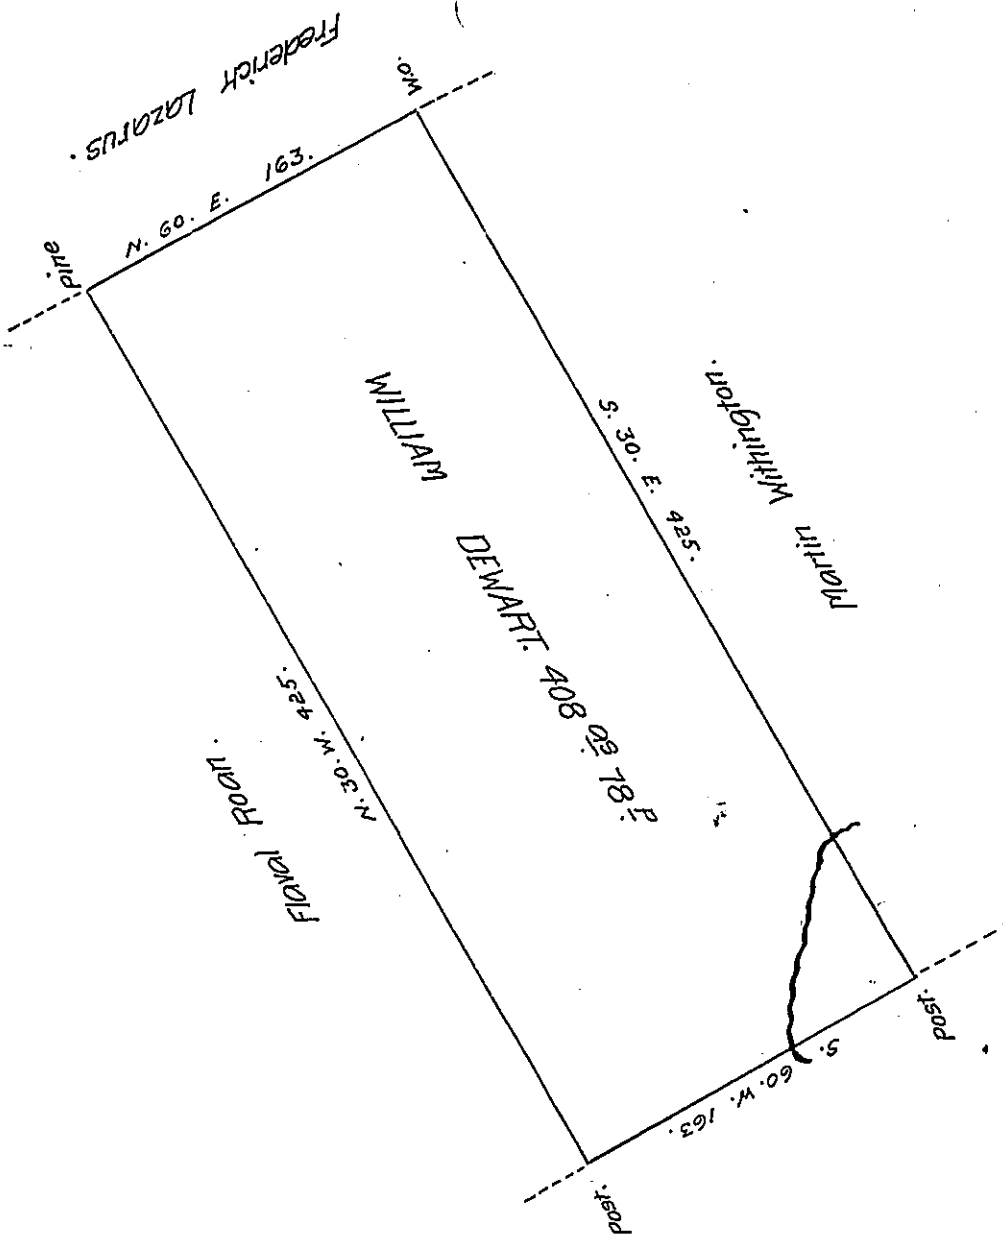 Frederick Lazarus.
W.O.
N. 60. E. 163.
pine
S. 30. E. 425.
Martin Withington.
WILLIAM DEWART. 408 as 78 p
N. 30. W. 425.
Flaval Roan.
S. 60. W. 163.
post.
post.